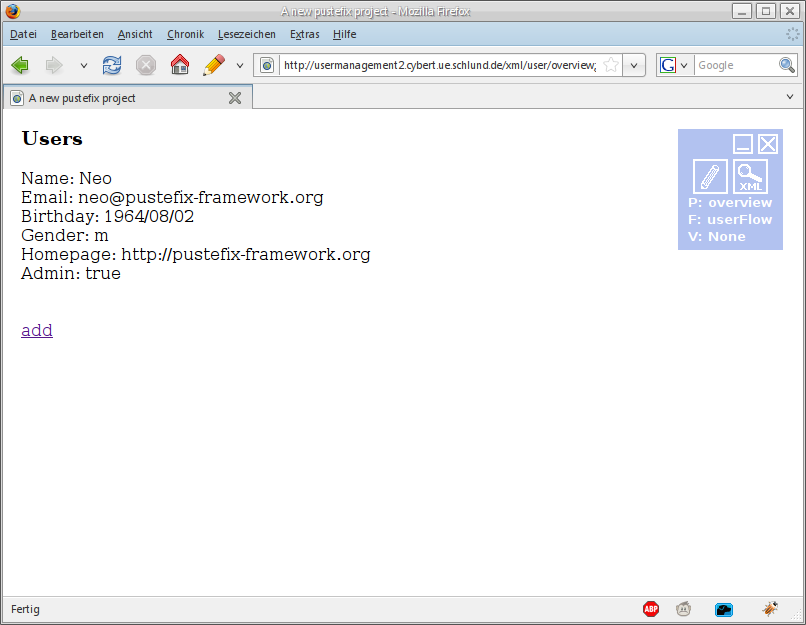 A new pustefix project - Mozilla Firefox
Datei Bearbeiten Ansicht Chronik Lesezeichen Extras Hilfe
http://usermanagement2.cybert.ue.schlund.de/xml/user/overview; G Google
A new pustefix project
Users
Name: Neo
Email: neo@pustefix-framework.org
Birthday: 1964/08/02
Gender: m
Homepage: http://pustefix-framework.org
Admin: true
add
XML
P: overview
F: userFlow
V: None
Fertig ABP